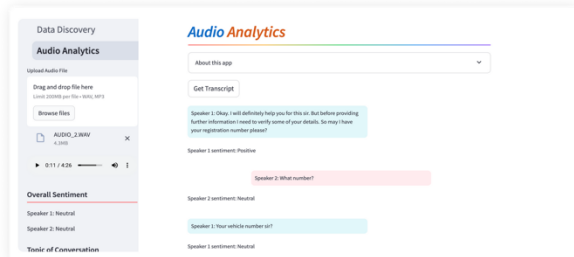 Data Discovery
Audio Analytics
Upload Audio File
Drag and drop file here
Limit 200MB per file • WAV, MP3
Browse files
AUDIO_2.WAV
4.3MB
0:11 / 4:26
Overall Sentiment
Speaker 1: Neutral
Speaker 2: Neutral
Topic of Conversation
Audio Analytics
About this app
Get Transcript
Speaker 1: Okay. I will definitely help you for this sir. But before providing
further information I need to verify some of your details. So may I have
your registration number please?
Speaker 1 sentiment: Positive
Speaker 2: What number?
Speaker 2 sentiment: Neutral
Speaker 1: Your vehicle number sir?
Speaker 1 sentiment: Neutral